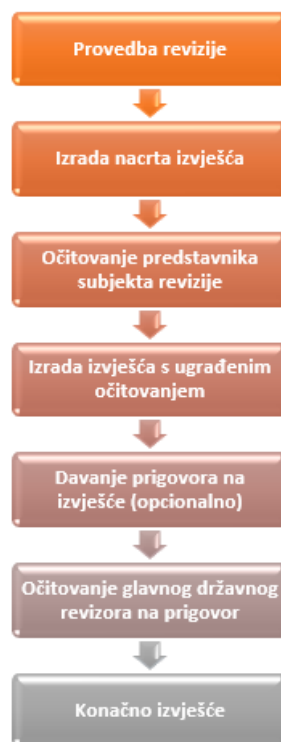 Provedba revizije
Izrada nacrta izvješća
Očitovanje predstavnika
subjekta revizije
Izrada izvješća s ugrađenim
očitovanjem
Davanje prigovora na
izvješće (opcionalno)
Očitovanje glavnog državnog
revizora na prigovor
Konačno izvješće